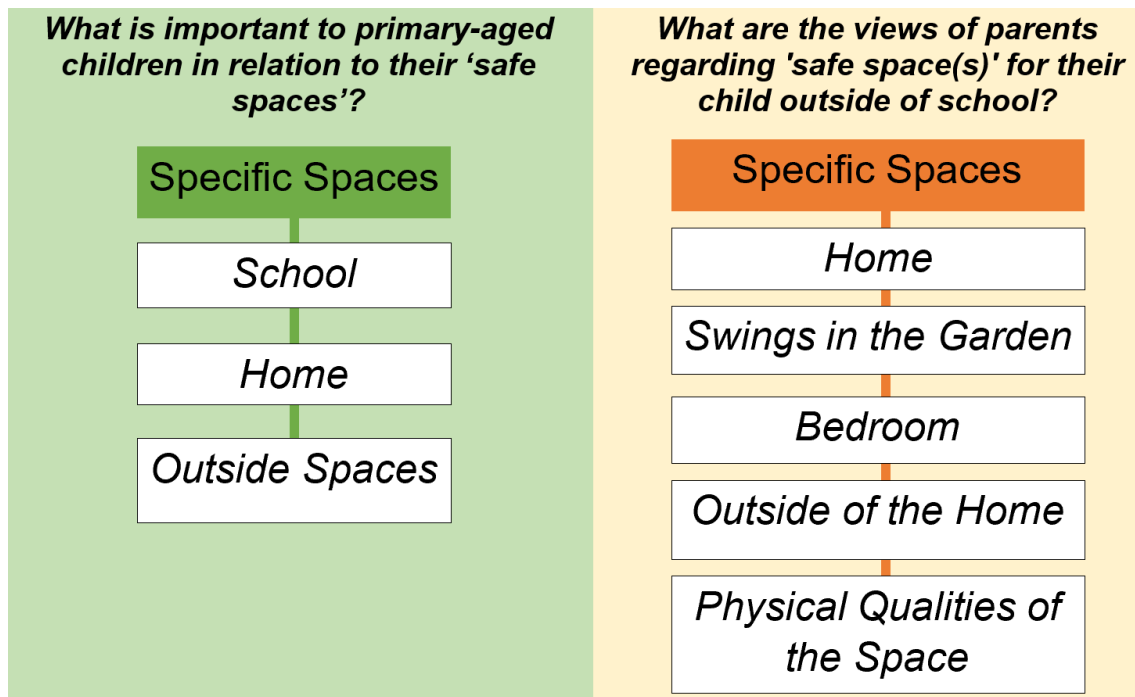 What is important to primary-aged
children in relation to their ‘safe
spaces’?
Specific Spaces
School
Home
Outside Spaces
What are the views of parents
regarding 'safe space(s)' for their
child outside of school?
Specific Spaces
Home
Swings in the Garden
Bedroom
Outside of the Home
Physical Qualities of
the Space